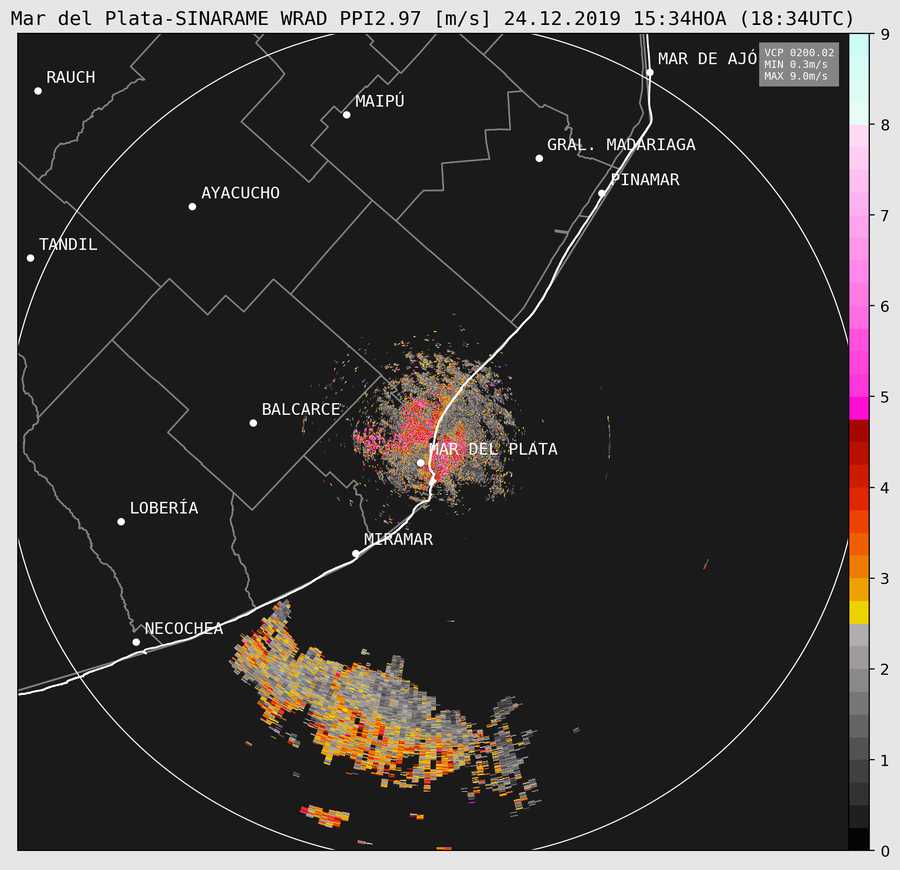 Mar del Plata-SINARAME WRAD PPI2.97 [m/s] 24.12.2019 15:34HOA (18:34UTC)
VCP 0200.02
MIN 0.3m/s
MAX 9.0m/s
MAR DE AJÓ
RAUCH
MAIPÚ
GRAL. MADARIAGA
PINAMAR
AYACUCHO
TANDIL
BALCARCE
MAR DEL PLATA
LOBERÍA
MIRAMAR
NECOCHEA
9
8
7
6
5
4
3
2
1
0